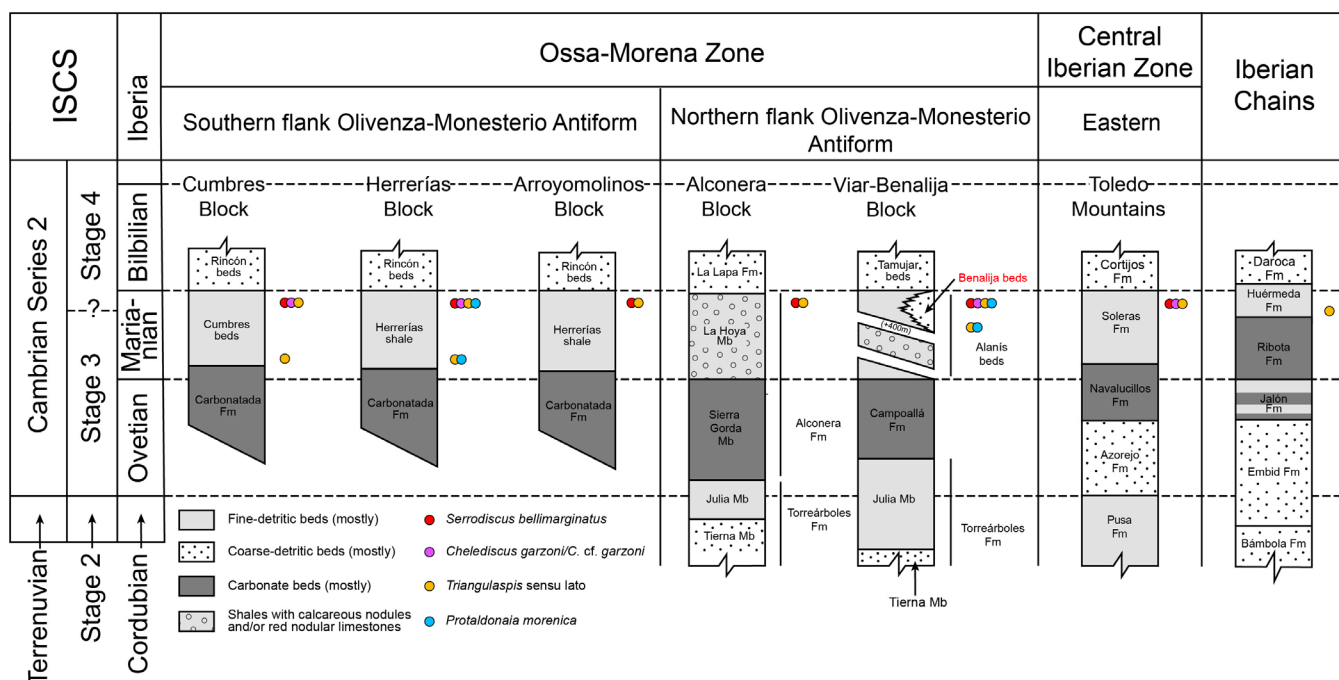 ISCS
Iberia
Ossa-Morena Zone
Central
Iberian Zone
Iberian
Chains
Southern flank Olivenza-Monesterio Antiform
Northern flank Olivenza-Monesterio
Antiform
Eastern
Cambrian Series 2
Stage 4
-?-
Stage 3
Bilbilian
Maria-
nian
Ovetian
Terrenuvian
Stage 2
Cordubian
Cumbres
Block
Rincón
beds
Cumbres
beds
Carbonatada
Fm
Herrerías
Block
Rincón
beds
Herrerías
shale
Carbonatada
Fm
Arroyomolinos
Block
Rincón
beds
Herrerías
shale
Carbonatada
Fm
Alconera
Block
La Lapa Fm
La Hoya
Mb
Sierra
Gorda
Mb
Julia Mb
Tierna Mb
Alconera
Fm
Torreárboles
Fm
Viar-Benalija
Block
Tamujar
beds
Benalija beds
(+400m)
Alanís
beds
Campoallá
Fm
Julia Mb
Torreárboles
Fm
Tierna Mb
Toledo
Mountains
Cortijos
Fm
Soleras
Fm
Navalucillos
Fm
Azorejo
Fm
Pusa
Fm
Daroca
Fm
Huérmeda
Fm
Ribota
Fm
Jalón
Fm
Embid Fm
Bámbola Fm
Fine-detritic beds (mostly)
Coarse-detritic beds (mostly)
Carbonate beds (mostly)
Shales with calcareous nodules
and/or red nodular limestones
Serrodiscus bellimarginatus
Chelediscus garzoni/C. cf. garzoni
Triangulaspis sensu lato
Protaldonaia morenica